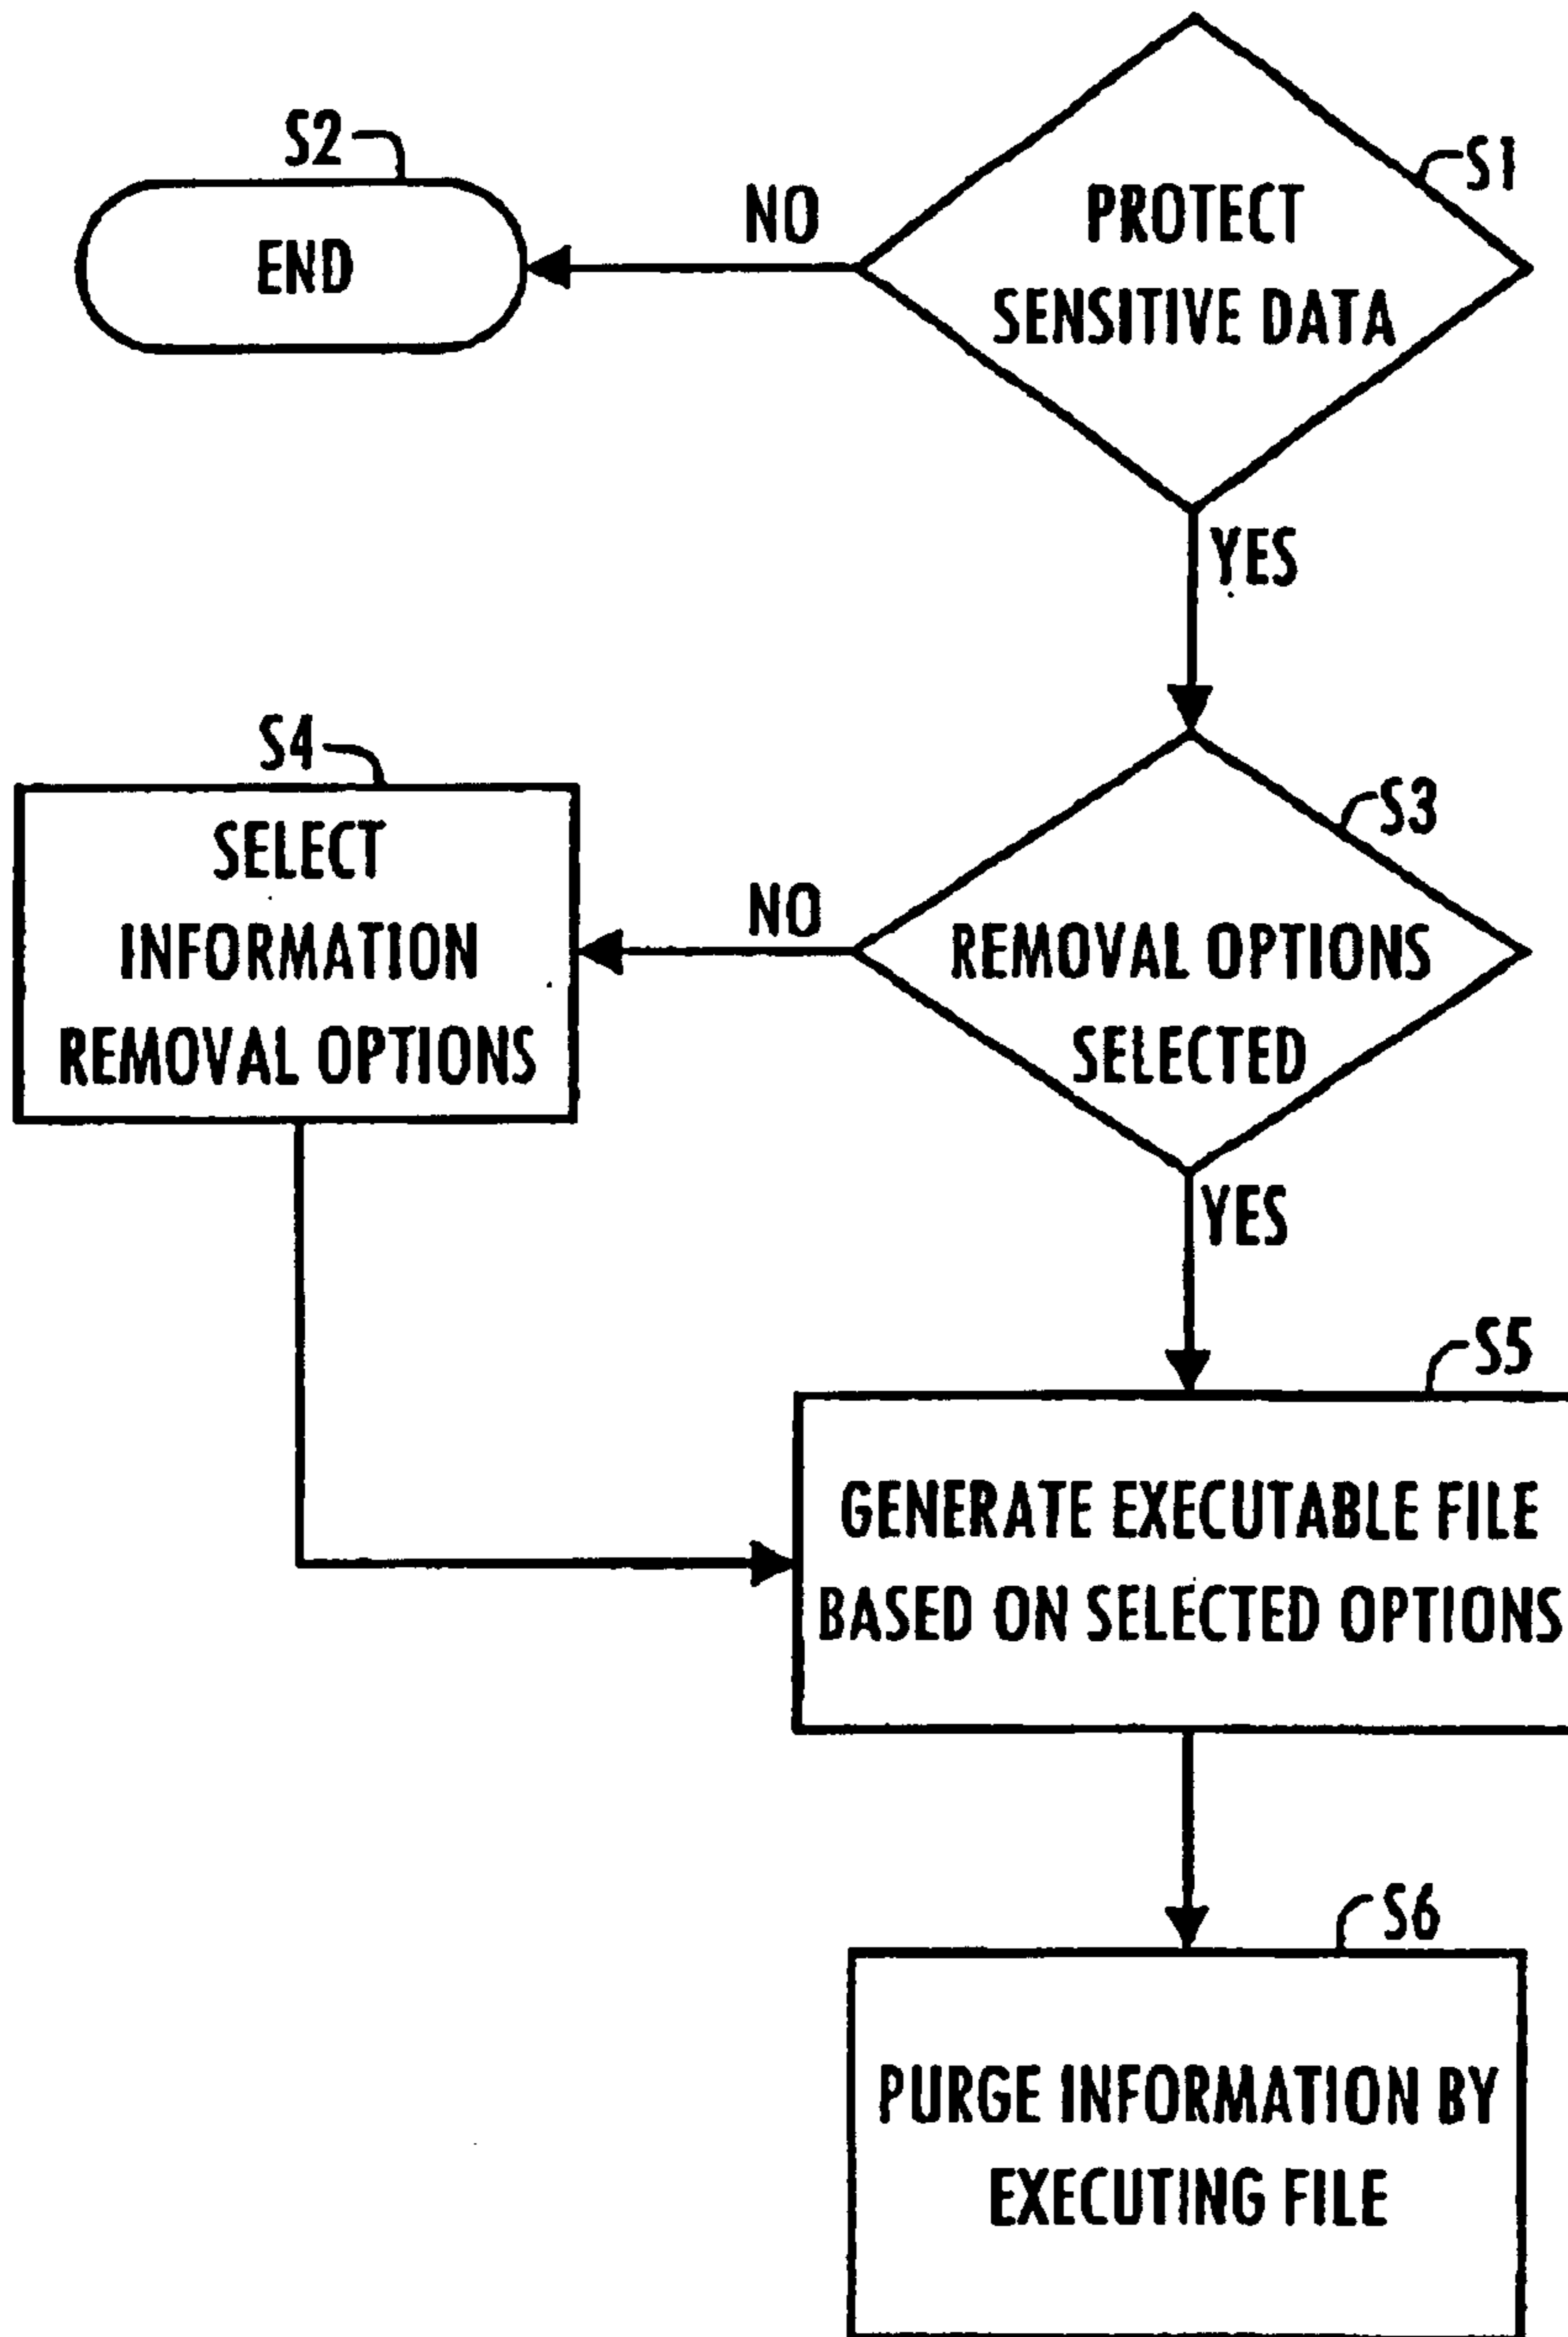 S1
PROTECT
SENSITIVE DATA
NO
S2
END
YES
S3
REMOVAL OPTIONS
SELECTED
NO
S4
SELECT
INFORMATION
REMOVAL OPTIONS
YES
S5
GENERATE EXECUTABLE FILE
BASED ON SELECTED OPTIONS
S6
PURGE INFORMATION BY
EXECUTING FILE